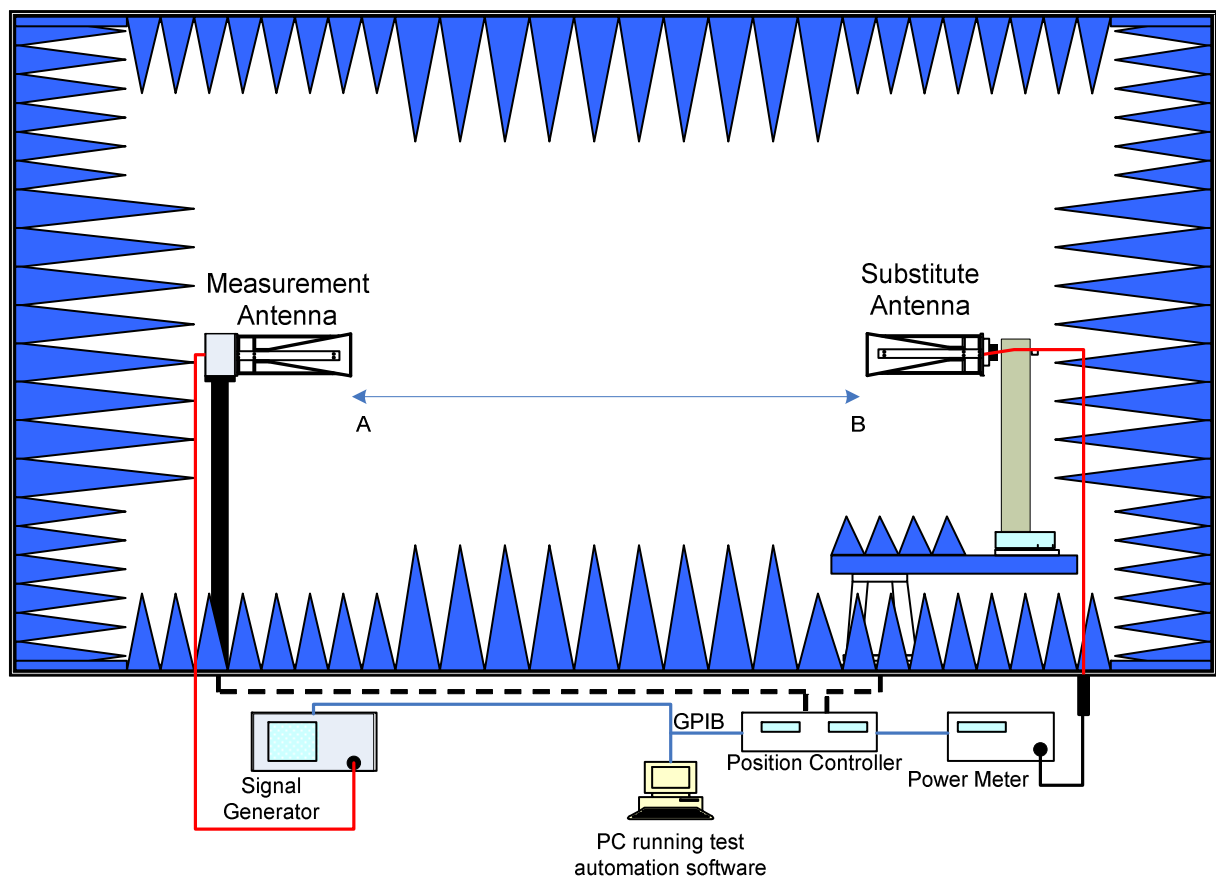 Measurement
Antenna
Substitute
Antenna
A
B
GPIB
Signal
Generator
Position Controller
Power Meter
PC running test
automation software